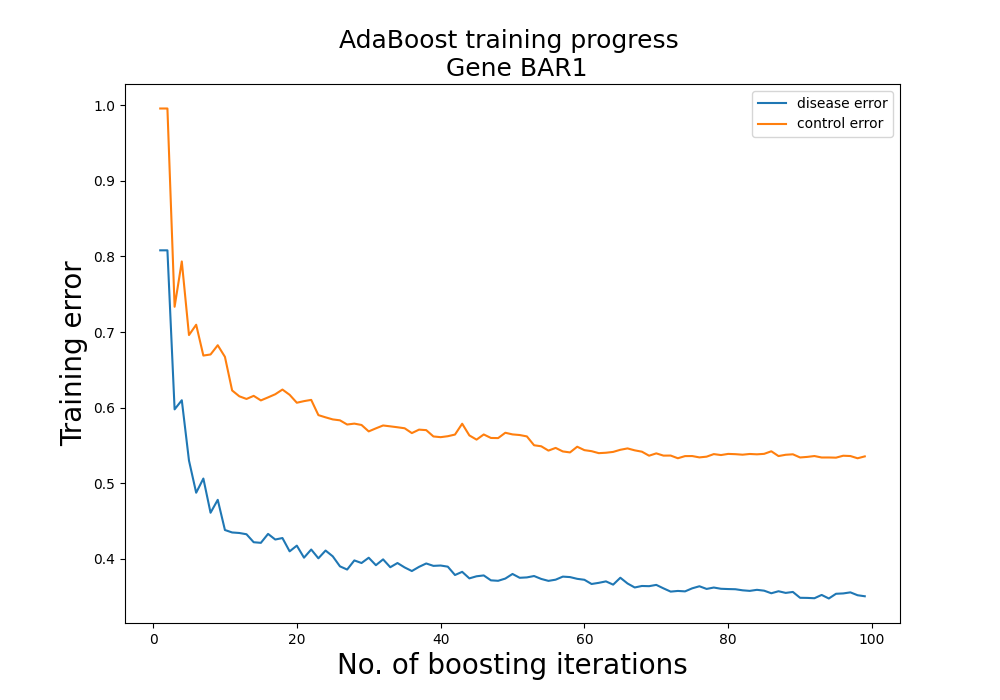 AdaBoost training progress
Gene BAR1
disease error
control error
Training error
1.0
0.9
0.8
0.7
0.6
0.5
0.4
0
20
40
60
80
100
No. of boosting iterations